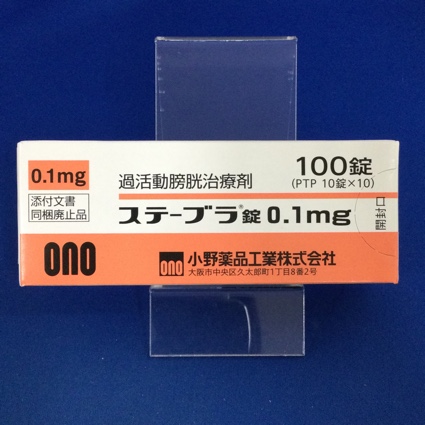 0.1mg
添付文書
同梱廃止品
過活動膀胱治療剤
100錠
(PTP 10錠×10)
ステーブラ®錠 0.1mg
開封口
ono
ono 小野薬品工業株式会社
大阪市中央区久太郎町1丁目8番2号